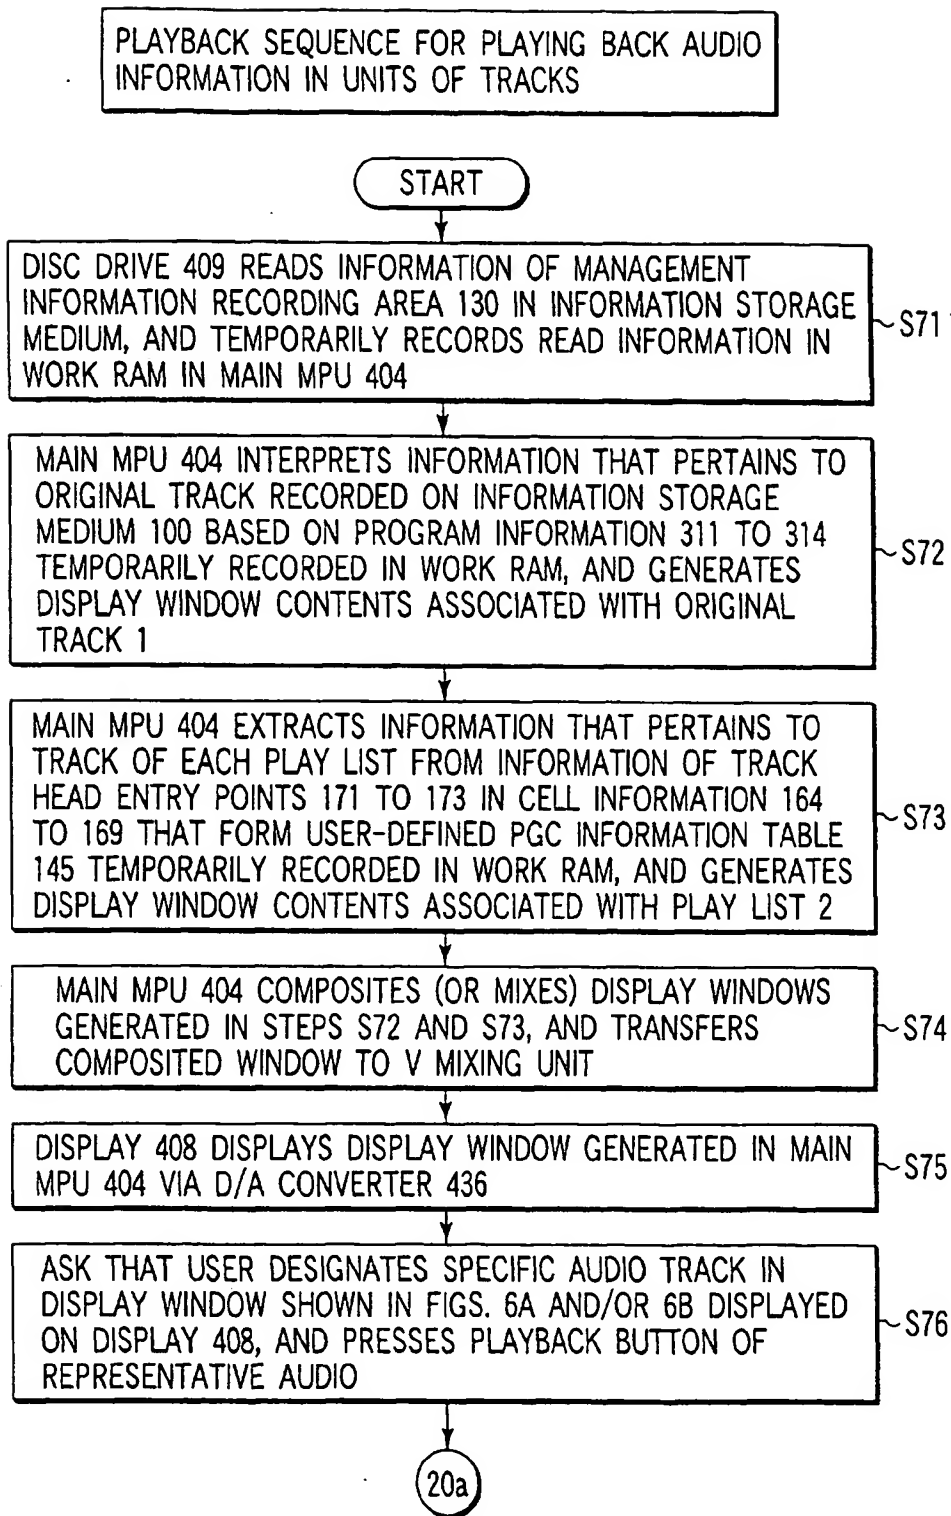 PLAYBACK SEQUENCE FOR PLAYING BACK AUDIO
INFORMATION IN UNITS OF TRACKS
START
DISC DRIVE 409 READS INFORMATION OF MANAGEMENT
INFORMATION RECORDING AREA 130 IN INFORMATION STORAGE
MEDIUM, AND TEMPORARILY RECORDS READ INFORMATION IN
WORK RAM IN MAIN MPU 404
~S71
MAIN MPU 404 INTERPRETS INFORMATION THAT PERTAINS TO
ORIGINAL TRACK RECORDED ON INFORMATION STORAGE
MEDIUM 100 BASED ON PROGRAM INFORMATION 311 TO 314
TEMPORARILY RECORDED IN WORK RAM, AND GENERATES
DISPLAY WINDOW CONTENTS ASSOCIATED WITH ORIGINAL
TRACK 1
~S72
MAIN MPU 404 EXTRACTS INFORMATION THAT PERTAINS TO
TRACK OF EACH PLAY LIST FROM INFORMATION OF TRACK
HEAD ENTRY POINTS 171 TO 173 IN CELL INFORMATION 164
TO 169 THAT FORM USER-DEFINED PGC INFORMATION TABLE
145 TEMPORARILY RECORDED IN WORK RAM, AND GENERATES
DISPLAY WINDOW CONTENTS ASSOCIATED WITH PLAY LIST 2
~S73
MAIN MPU 404 COMPOSITES (OR MIXES) DISPLAY WINDOWS
GENERATED IN STEPS S72 AND S73, AND TRANSFERS
COMPOSITED WINDOW TO V MIXING UNIT
~S74
DISPLAY 408 DISPLAYS DISPLAY WINDOW GENERATED IN MAIN
MPU 404 VIA D/A CONVERTER 436
~S75
ASK THAT USER DESIGNATES SPECIFIC AUDIO TRACK IN
DISPLAY WINDOW SHOWN IN FIGS. 6A AND/OR 6B DISPLAYED
ON DISPLAY 408, AND PRESSES PLAYBACK BUTTON OF
REPRESENTATIVE AUDIO
~S76
20a